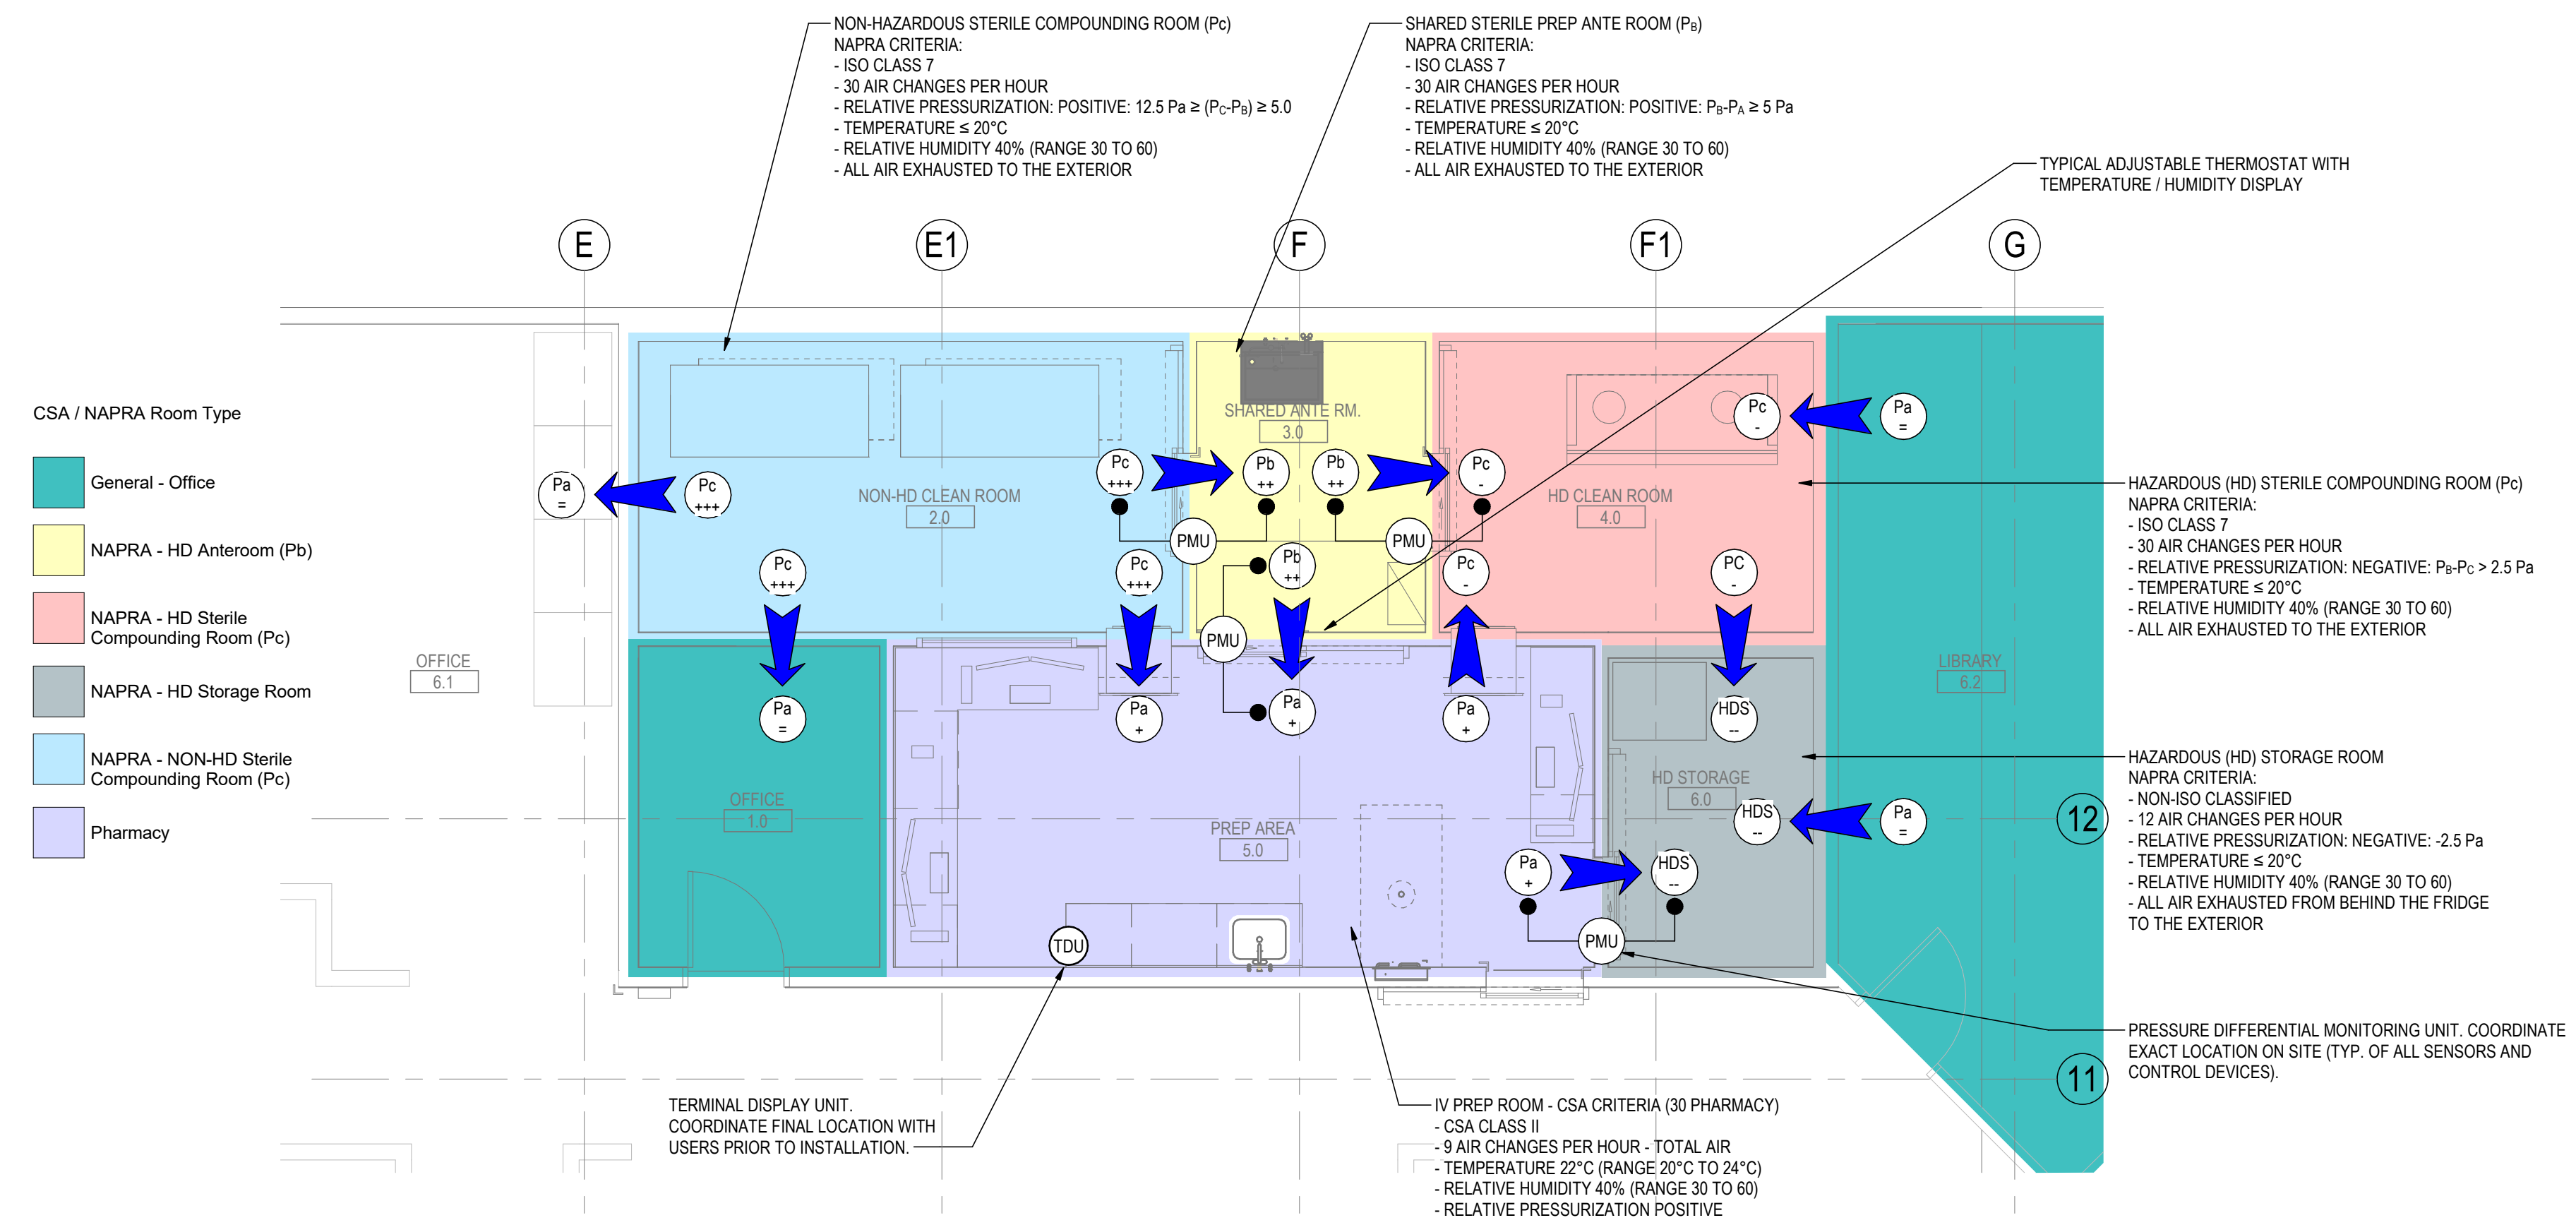 NON-HAZARDOUS STERILE COMPOUNDING ROOM (Pc)
NAPRA CRITERIA:
- ISO CLASS 7
- 30 AIR CHANGES PER HOUR
- RELATIVE PRESSURIZATION: POSITIVE: 12.5 Pa ≥ (PC-PB) ≥ 5.0
- TEMPERATURE ≤ 20°C
- RELATIVE HUMIDITY 40% (RANGE 30 TO 60)
- ALL AIR EXHAUSTED TO THE EXTERIOR
SHARED STERILE PREP ANTE ROOM (PB)
NAPRA CRITERIA:
- ISO CLASS 7
- 30 AIR CHANGES PER HOUR
- RELATIVE PRESSURIZATION: POSITIVE: PB-PA ≥ 5 Pa
- TEMPERATURE ≤ 20°C
- RELATIVE HUMIDITY 40% (RANGE 30 TO 60)
- ALL AIR EXHAUSTED TO THE EXTERIOR
TYPICAL ADJUSTABLE THERMOSTAT WITH
TEMPERATURE / HUMIDITY DISPLAY
E
E1
F
F1
G
CSA / NAPRA Room Type
General - Office
NAPRA - HD Anteroom (Pb)
NAPRA - HD Sterile
Compounding Room (Pc)
NAPRA - HD Storage Room
NAPRA - NON-HD Sterile
Compounding Room (Pc)
Pharmacy
OFFICE
6.1
Pa
=
Pc
+++
NON-HD CLEAN ROOM
2.0
Pc
+++
Pb
++
PMU
SHARED ANTE RM.
3.0
Pb
++
Pc
-
PMU
HD CLEAN ROOM
4.0
Pc
-
Pa
=
Pc
+++
Pa
=
Pc
+++
Pa
+
Pb
++
PMU
Pa
+
Pc
-
Pa
+
PC
-
HDS
--
OFFICE
1.0
PREP AREA
5.0
HD STORAGE
6.0
HDS
--
Pa
=
Pa
+
HDS
--
PMU
TDU
LIBRARY
6.2
12
11
HAZARDOUS (HD) STERILE COMPOUNDING ROOM (Pc)
NAPRA CRITERIA:
- ISO CLASS 7
- 30 AIR CHANGES PER HOUR
- RELATIVE PRESSURIZATION: NEGATIVE: PB-PC > 2.5 Pa
- TEMPERATURE ≤ 20°C
- RELATIVE HUMIDITY 40% (RANGE 30 TO 60)
- ALL AIR EXHAUSTED TO THE EXTERIOR
HAZARDOUS (HD) STORAGE ROOM
NAPRA CRITERIA:
- NON-ISO CLASSIFIED
- 12 AIR CHANGES PER HOUR
- RELATIVE PRESSURIZATION: NEGATIVE: -2.5 Pa
- TEMPERATURE ≤ 20°C
- RELATIVE HUMIDITY 40% (RANGE 30 TO 60)
- ALL AIR EXHAUSTED FROM BEHIND THE FRIDGE
TO THE EXTERIOR
PRESSURE DIFFERENTIAL MONITORING UNIT. COORDINATE
EXACT LOCATION ON SITE (TYP. OF ALL SENSORS AND
CONTROL DEVICES).
TERMINAL DISPLAY UNIT.
COORDINATE FINAL LOCATION WITH
USERS PRIOR TO INSTALLATION.
IV PREP ROOM - CSA CRITERIA (30 PHARMACY)
- CSA CLASS II
- 9 AIR CHANGES PER HOUR - TOTAL AIR
- TEMPERATURE 22°C (RANGE 20°C TO 24°C)
- RELATIVE HUMIDITY 40% (RANGE 30 TO 60)
- RELATIVE PRESSURIZATION POSITIVE